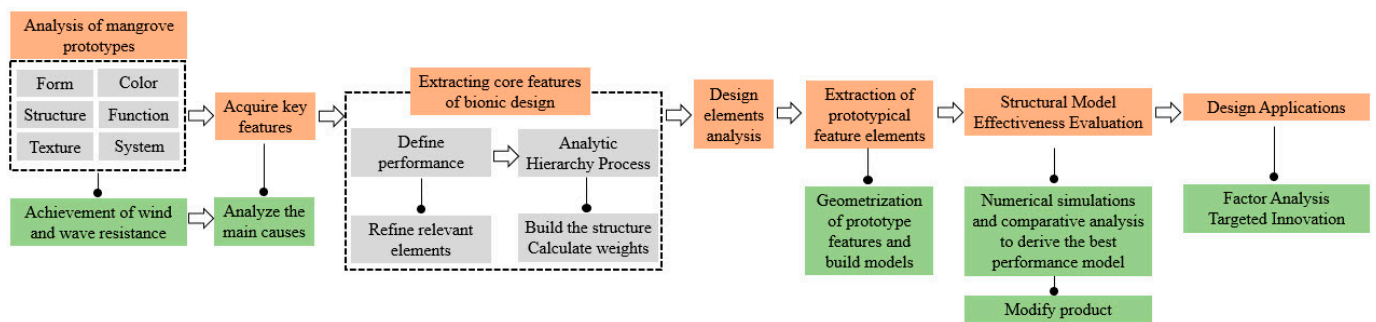 Analysis of mangrove
prototypes
Form
Color
Structure
Function
Texture
System
Achievement of wind
and wave resistance
Acquire key
features
Analyze the
main causes
Extracting core features
of bionic design
Define
performance
Analytic
Hierarchy Process
Refine relevant
elements
Build the structure
Calculate weights
Design
elements
analysis
Extraction of
prototypical
feature elements
Geometrization
of prototype
features and
build models
Structural Model
Effectiveness Evaluation
Numerical simulations
and comparative analysis
to derive the best
performance model
Modify product
Design Applications
Factor Analysis
Targeted Innovation